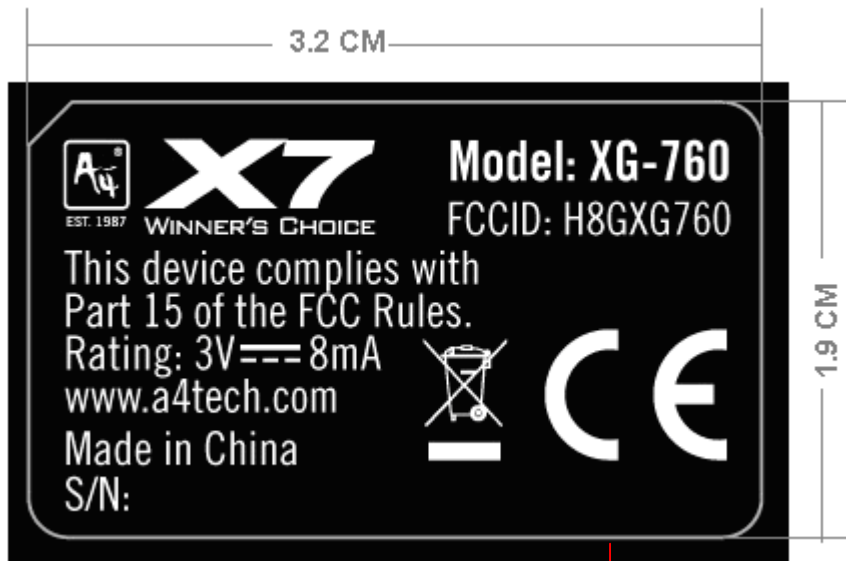 3.2 CM
A4®
EST. 1987
X7
WINNER'S CHOICE
Model: XG-760
FCCID: H8GXG760
This device complies with
Part 15 of the FCC Rules.
Rating: 3V⎓8mA
www.a4tech.com
Made in China
S/N:
CE
1.9 CM